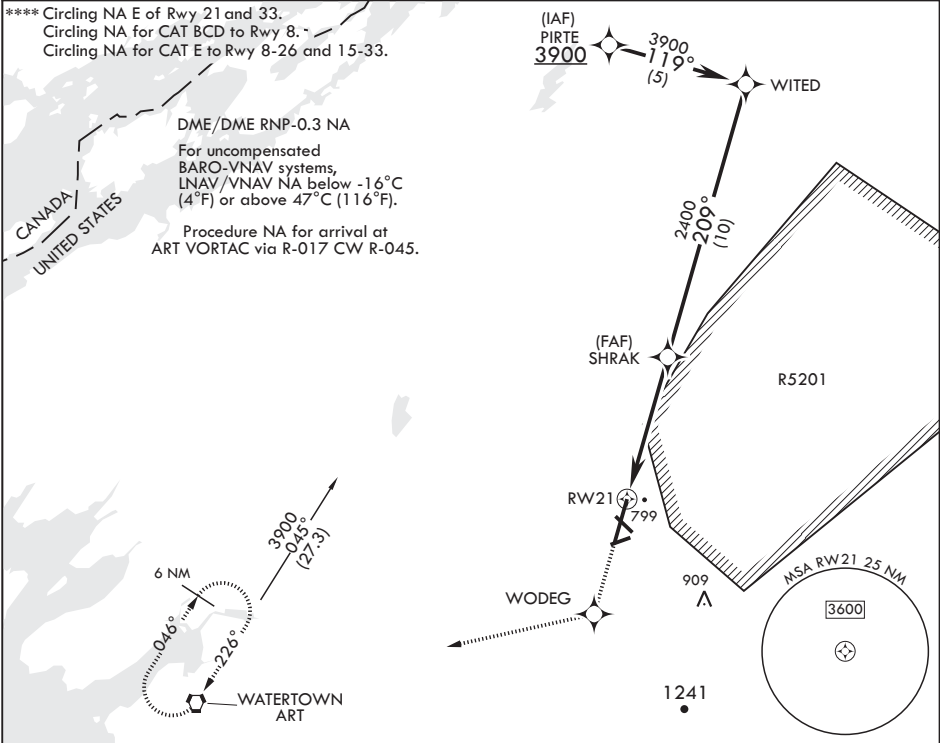 **** Circling NA E of Rwy 21 and 33.
Circling NA for CAT BCD to Rwy 8.
Circling NA for CAT E to Rwy 8-26 and 15-33.
(IAF)
PIRTE
3900
3900
119°
(5)
WITED
DME/DME RNP-0.3 NA
For uncompensated
BARO-VNAV systems,
LNAV/VNAV NA below -16°C
(4°F) or above 47°C (116°F).
Procedure NA for arrival at
ART VORTAC via R-017 CW R-045.
CANADA
UNITED STATES
2400
209°
(10)
(FAF)
SHRAK
R5201
RW21
799
3900
045°
(27.3)
6 NM
046°
226°
WATERTOWN
ART
WODEG
909
1241
MSA RW21 25 NM
3600